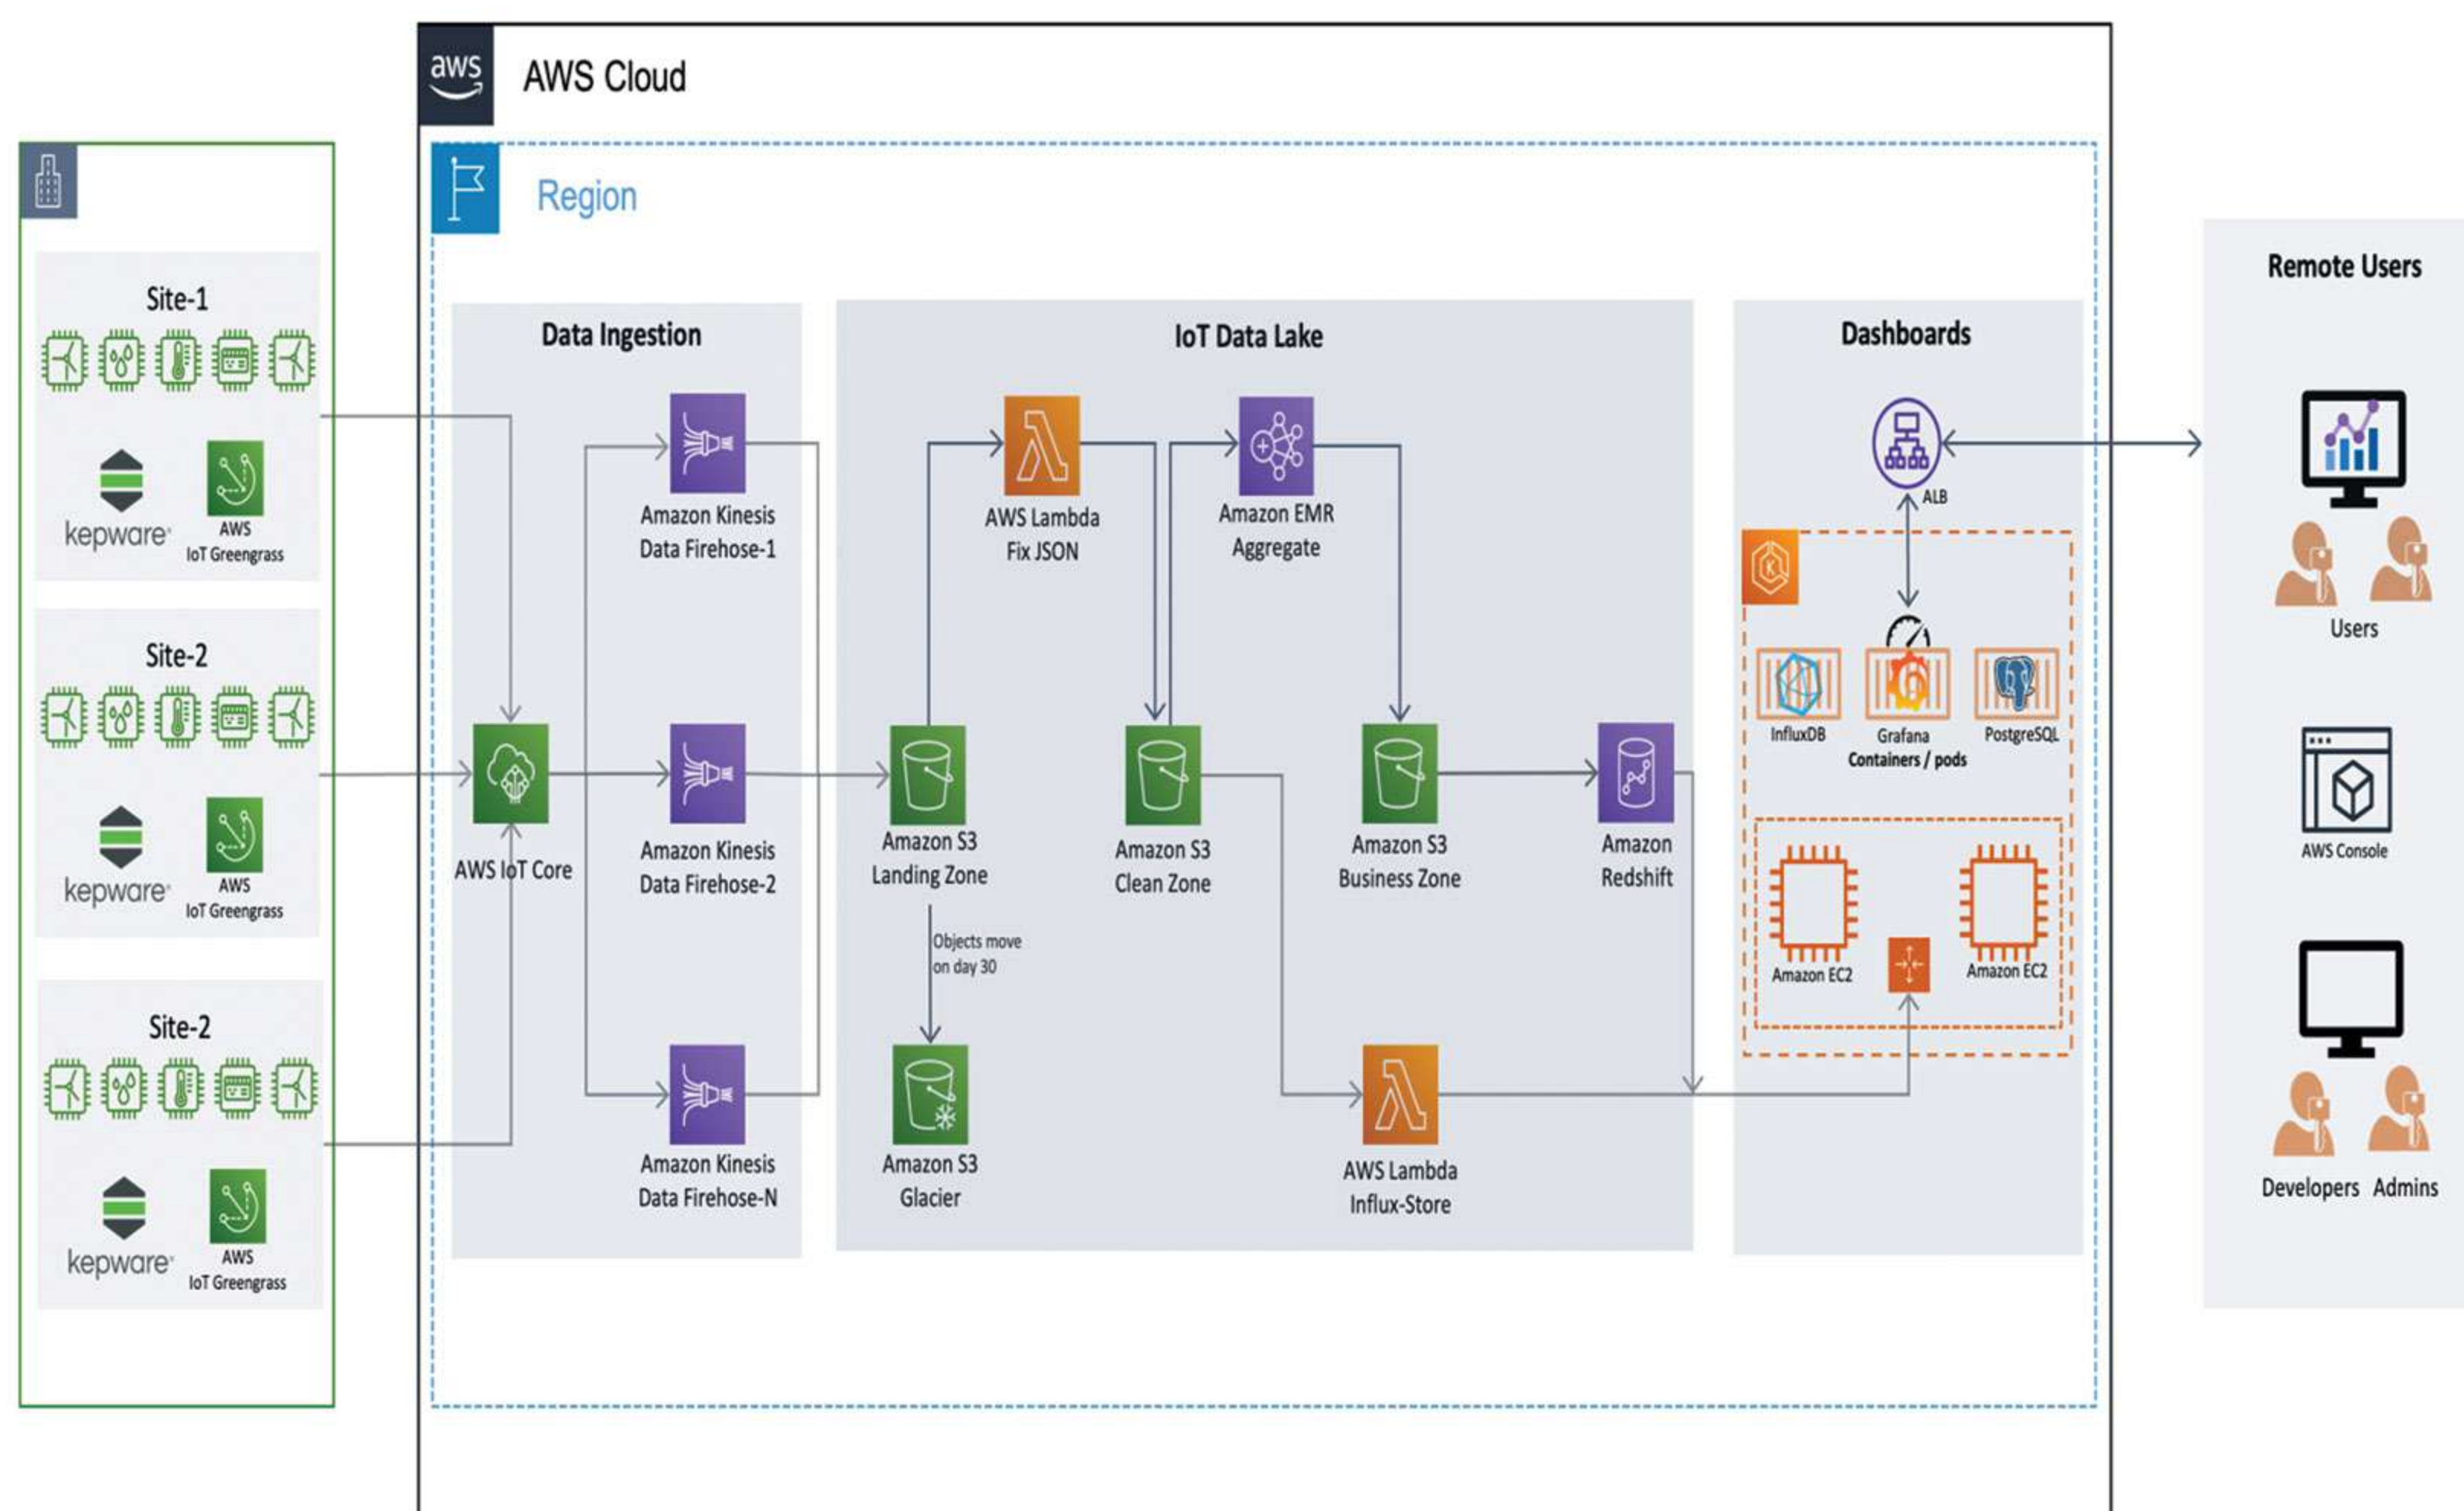 aws
AWS Cloud
Region
Site-1
kepware
AWS
IoT Greengrass
Site-2
kepware
AWS
IoT Greengrass
Site-2
kepware
AWS
IoT Greengrass
Data Ingestion
AWS IoT Core
Amazon Kinesis
Data Firehose-1
Amazon Kinesis
Data Firehose-2
Amazon Kinesis
Data Firehose-N
IoT Data Lake
AWS Lambda
Fix JSON
Amazon EMR
Aggregate
Amazon S3
Landing Zone
Amazon S3
Clean Zone
Amazon S3
Business Zone
Amazon
Redshift
Objects move
on day 30
Amazon S3
Glacier
AWS Lambda
Influx-Store
Dashboards
ALB
K
InfluxDB
Grafana
PostgreSQL
Containers / pods
Amazon EC2
Amazon EC2
Remote Users
Users
AWS Console
Developers Admins